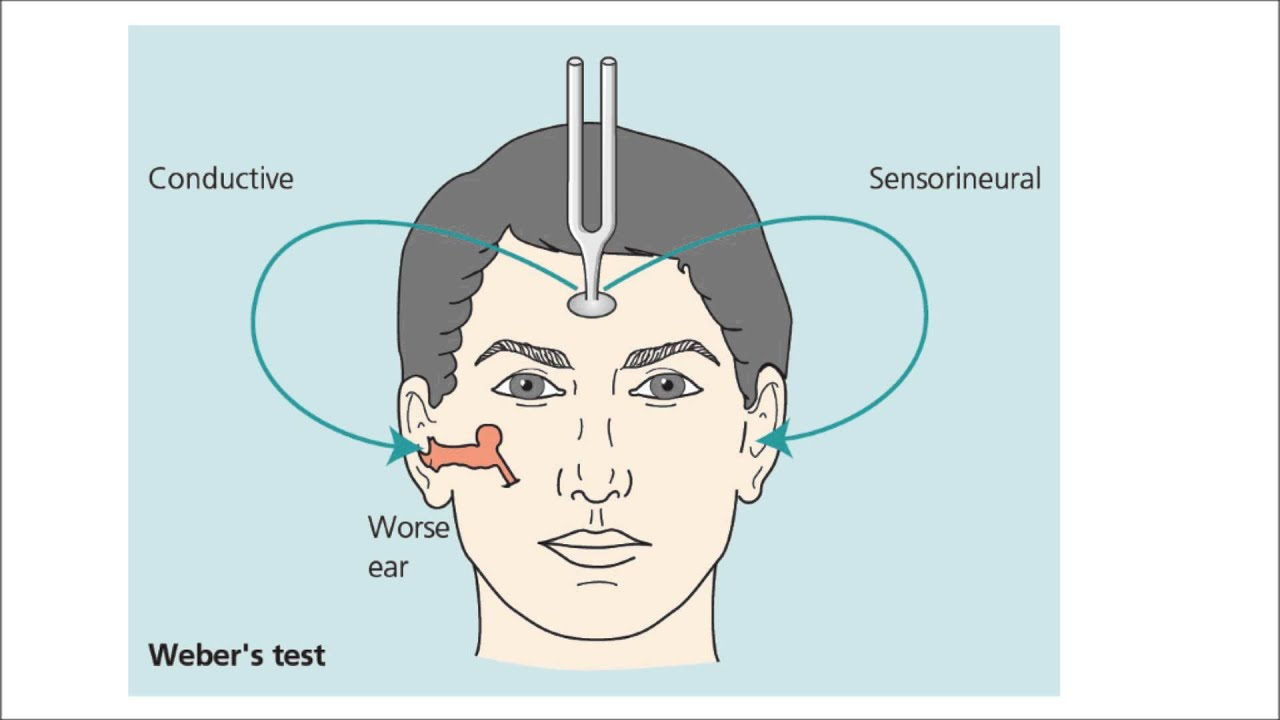 Conductive
Sensorineural
Worse
ear
Weber's test